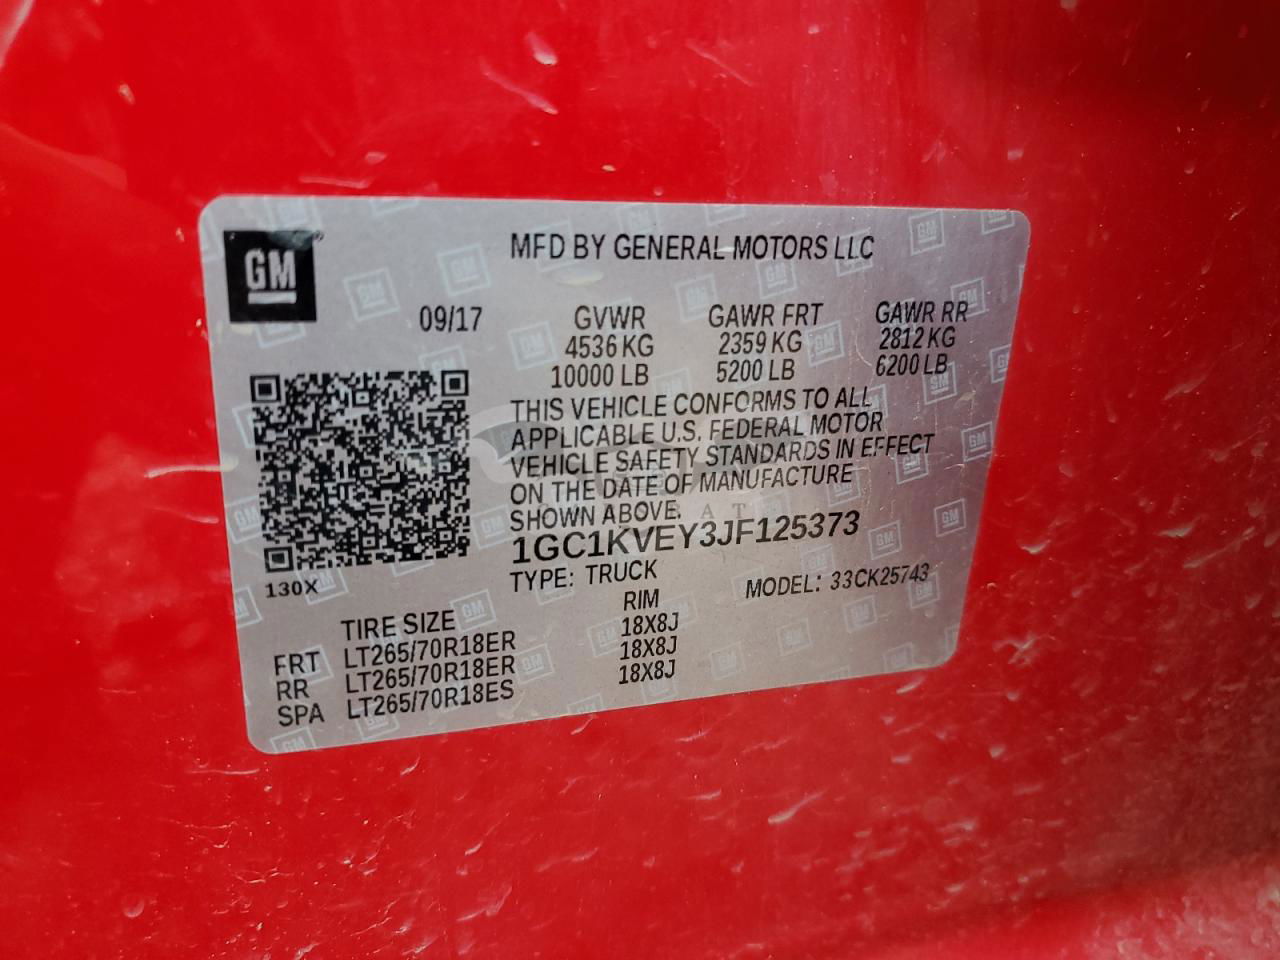 GM
MFD BY GENERAL MOTORS LLC
09/17
GVWR GAWR FRT GAWR RR
4536 KG 2359 KG 2812 KG
10000 LB 5200 LB 6200 LB
THIS VEHICLE CONFORMS TO ALL
APPLICABLE U.S. FEDERAL MOTOR
VEHICLE SAFETY STANDARDS IN EFFECT
ON THE DATE OF MANUFACTURE
SHOWN ABOVE.
1GC1KVEY3JF125373
130X
TYPE: TRUCK MODEL: 33CK25743
TIRE SIZE RIM
FRT LT265/70R18ER 18X8J
RR LT265/70R18ER 18X8J
SPA LT265/70R18ES 18X8J